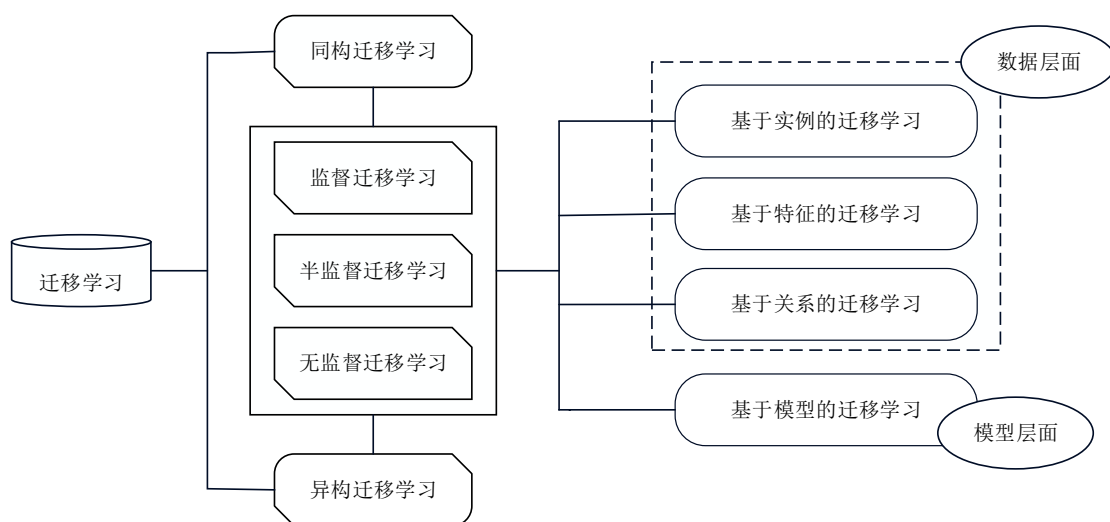 迁移学习
同构迁移学习
监督迁移学习
半监督迁移学习
无监督迁移学习
异构迁移学习
数据层面
基于实例的迁移学习
基于特征的迁移学习
基于关系的迁移学习
基于模型的迁移学习
模型层面